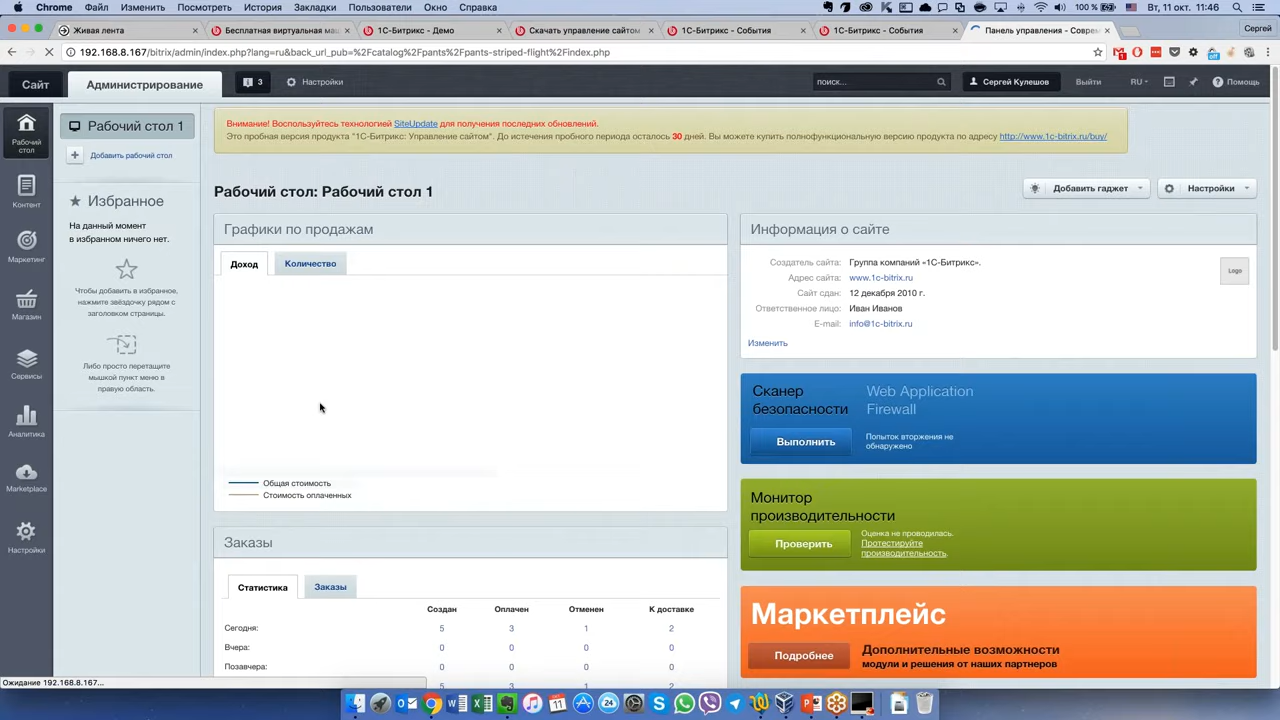 Chrome Файл Изменить Посмотреть История Закладки Пользователи Окно Справка
100 % Вт, 11 окт. 11:46
Живая лента
Бесплатная виртуальная маш
1С-Битрикс - Демо
Скачать управление сайтом
1С-Битрикс - События
1С-Битрикс - События
Панель управления - Соврем
Сергей
192.168.8.167/bitrix/admin/index.php?lang=ru&back_url_pub=%2Fcatalog%2Fpants%2Fpants-striped-flight%2Findex.php
Сайт
Администрирование
3
Настройки
поиск...
Сергей Кулешов
Выйти
RU
Помощь
Рабочий стол
Контент
Маркетинг
Магазин
Сервисы
Аналитика
Marketplace
Настройки
Рабочий стол 1
Добавить рабочий стол
Избранное
На данный момент
в избранном ничего нет.
Чтобы добавить в избранное,
нажмите звёздочку рядом с
заголовком страницы.
Либо просто перетащите
мышкой пункт меню в
правую область.
Внимание! Воспользуйтесь технологией SiteUpdate для получения последних обновлений.
Это пробная версия продукта "1С-Битрикс: Управление сайтом". До истечения пробного периода осталось 30 дней. Вы можете купить полнофункциональную версию продукта по адресу http://www.1c-bitrix.ru/buy/
Рабочий стол: Рабочий стол 1
Добавить гаджет
Настройки
Графики по продажам
Доход
Количество
Общая стоимость
Стоимость оплаченных
Заказы
Статистика
Заказы
Создан Оплачен Отменен К доставке
Сегодня: 5 3 1 2
Вчера: 0 0 0 0
Позавчера: 0 0 0 0
5 3 1 2
Информация о сайте
Создатель сайта: Группа компаний «1С-Битрикс».
Адрес сайта: www.1c-bitrix.ru
Сайт сдан: 12 декабря 2010 г.
Ответственное лицо: Иван Иванов
E-mail: info@1c-bitrix.ru
Logo
Изменить
Сканер
безопасности
Web Application
Firewall
Выполнить
Попыток вторжения не
обнаружено
Монитор
производительности
Проверить
Оценка не проводилась.
Протестируйте
производительность.
Маркетплейс
Подробнее
Дополнительные возможности
модули и решения от наших партнеров
Ожидание 192.168.8.167...